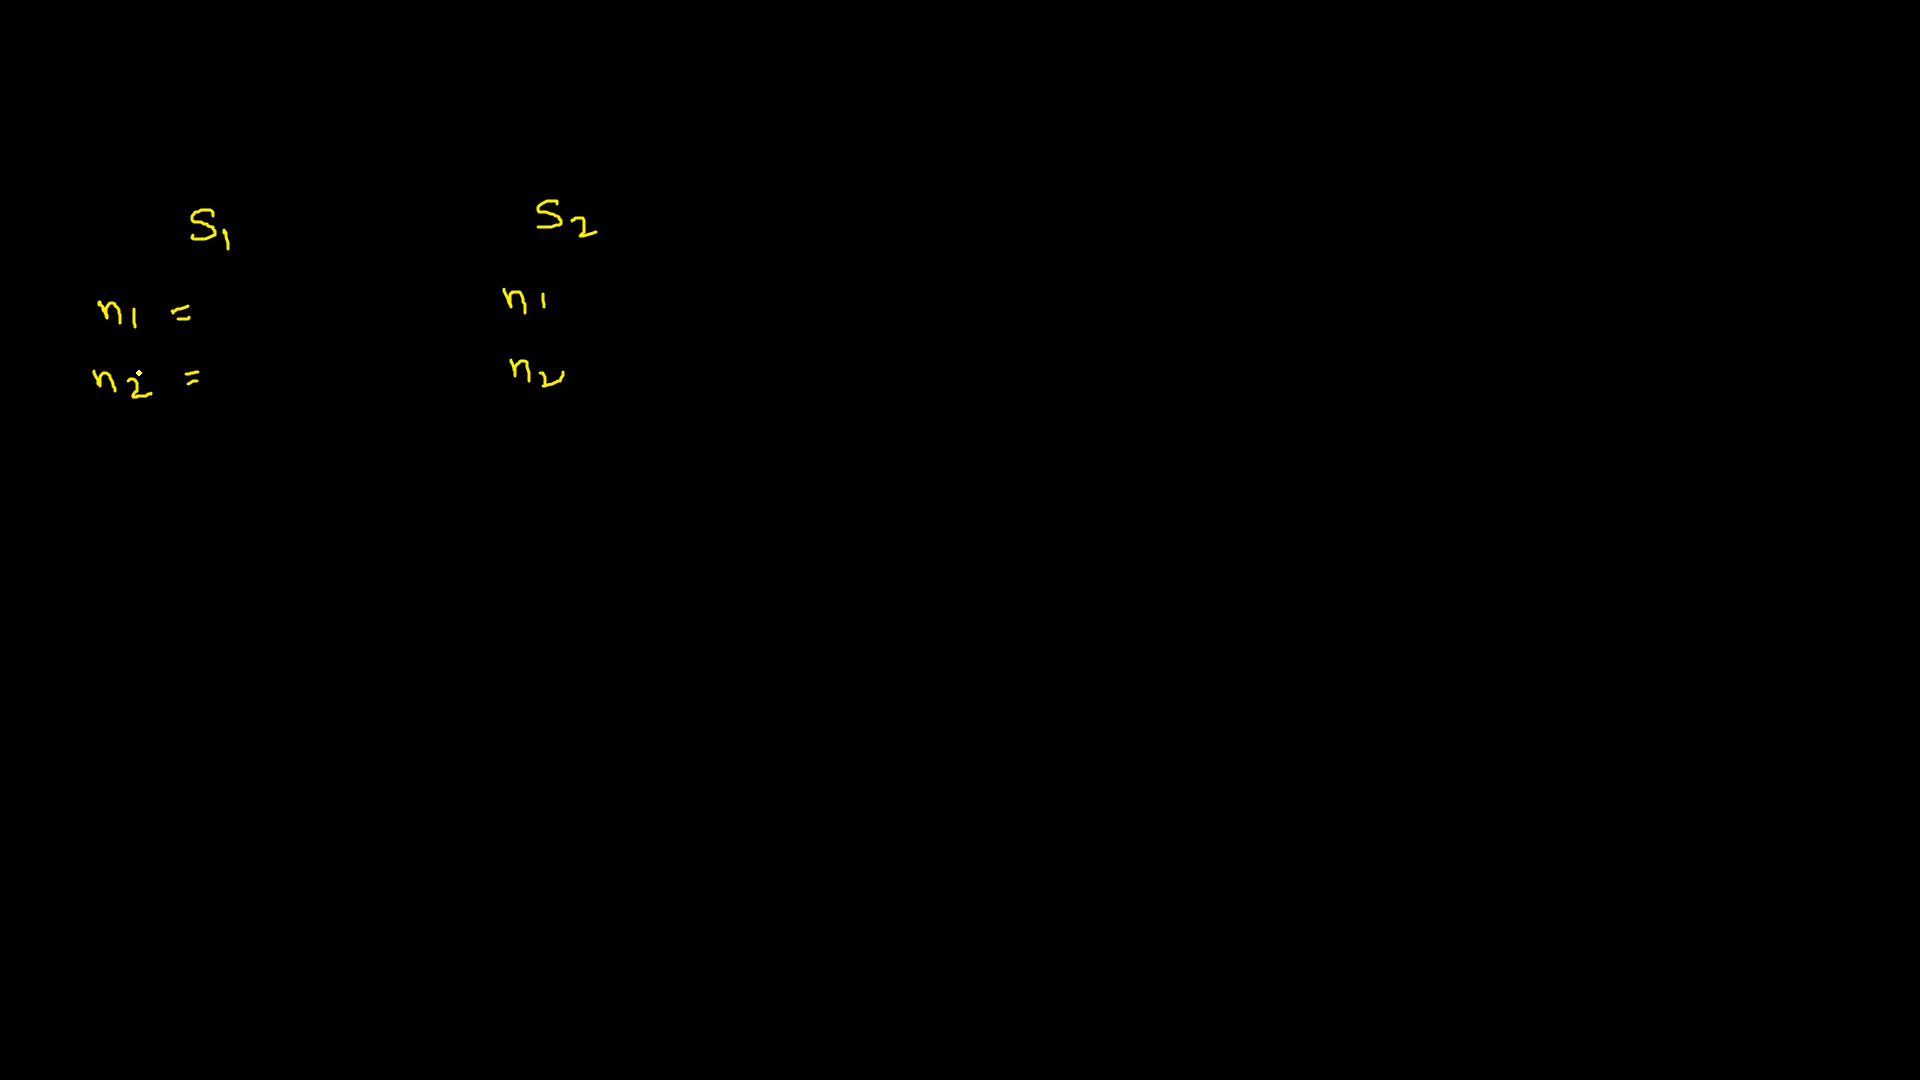 S₁ S₂
n₁ = n₁
n₂ = n₂